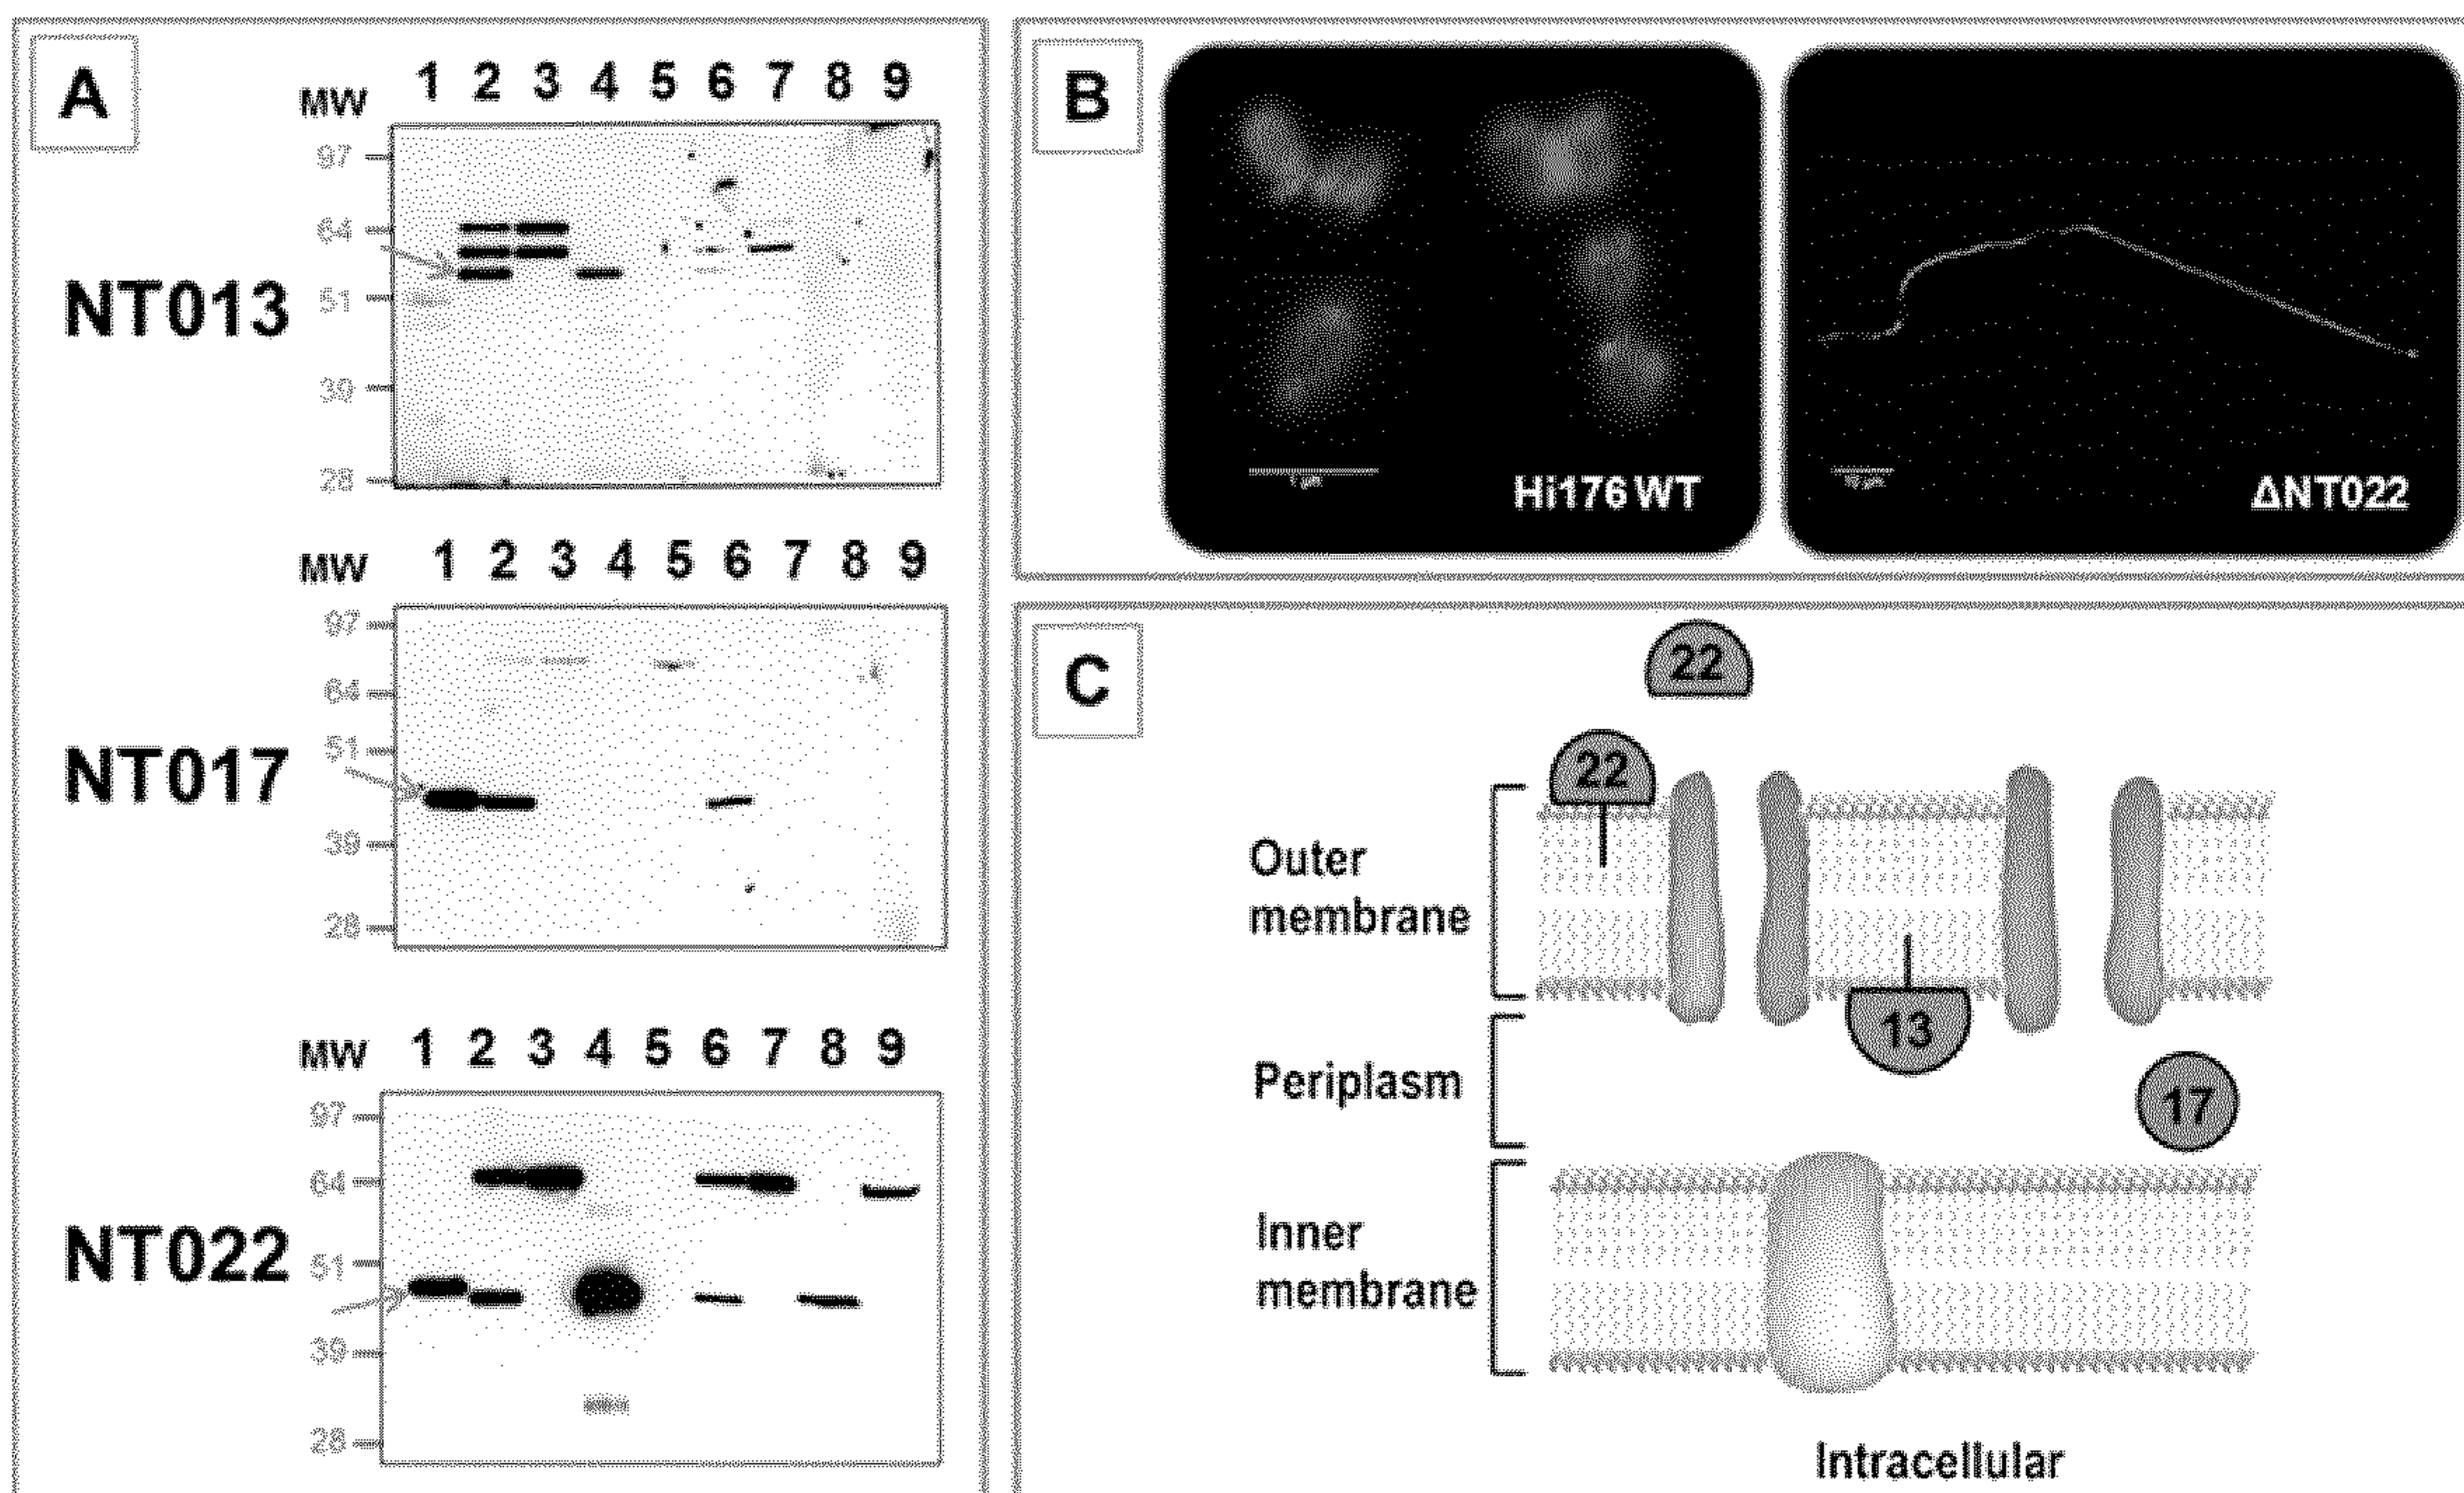 A
MW 1 2 3 4 5 6 7 8 9
97
64
51
39
28
NT013
MW 1 2 3 4 5 6 7 8 9
97
64
51
39
28
NT017
MW 1 2 3 4 5 6 7 8 9
97
64
51
39
28
NT022
B
Hi176 WT
ΔNT022
C
22
22
Outer
membrane
13
Periplasm
17
Inner
membrane
Intracellular